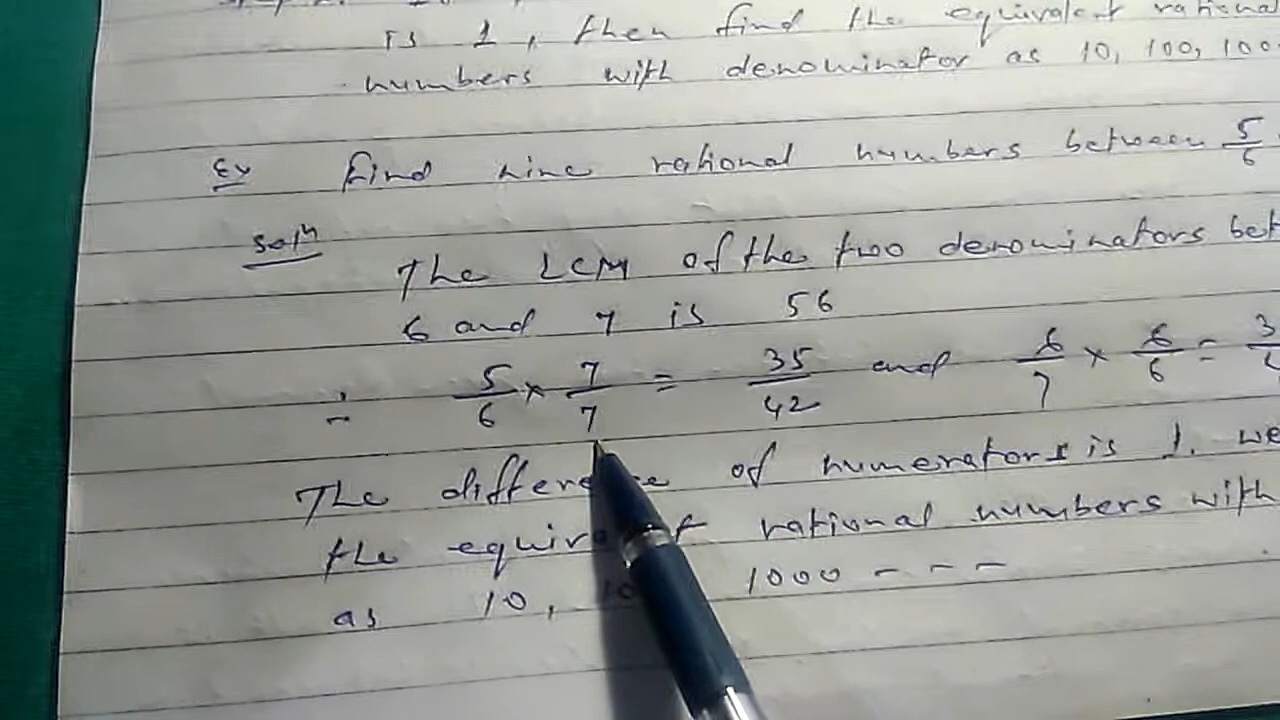 is 1, then find the equivalent rational
numbers with denominator as 10, 100, 100
Ex Find nine rational numbers between 5/6
Soln The LCM of the two denominators bet
6 and 7 is 56
∴ 5/6 × 7/7 = 35/42 and 6/7 × 6/6 = 3
The difference of numerators is 1. we
the rational numbers with
as 10, 1000 - - -